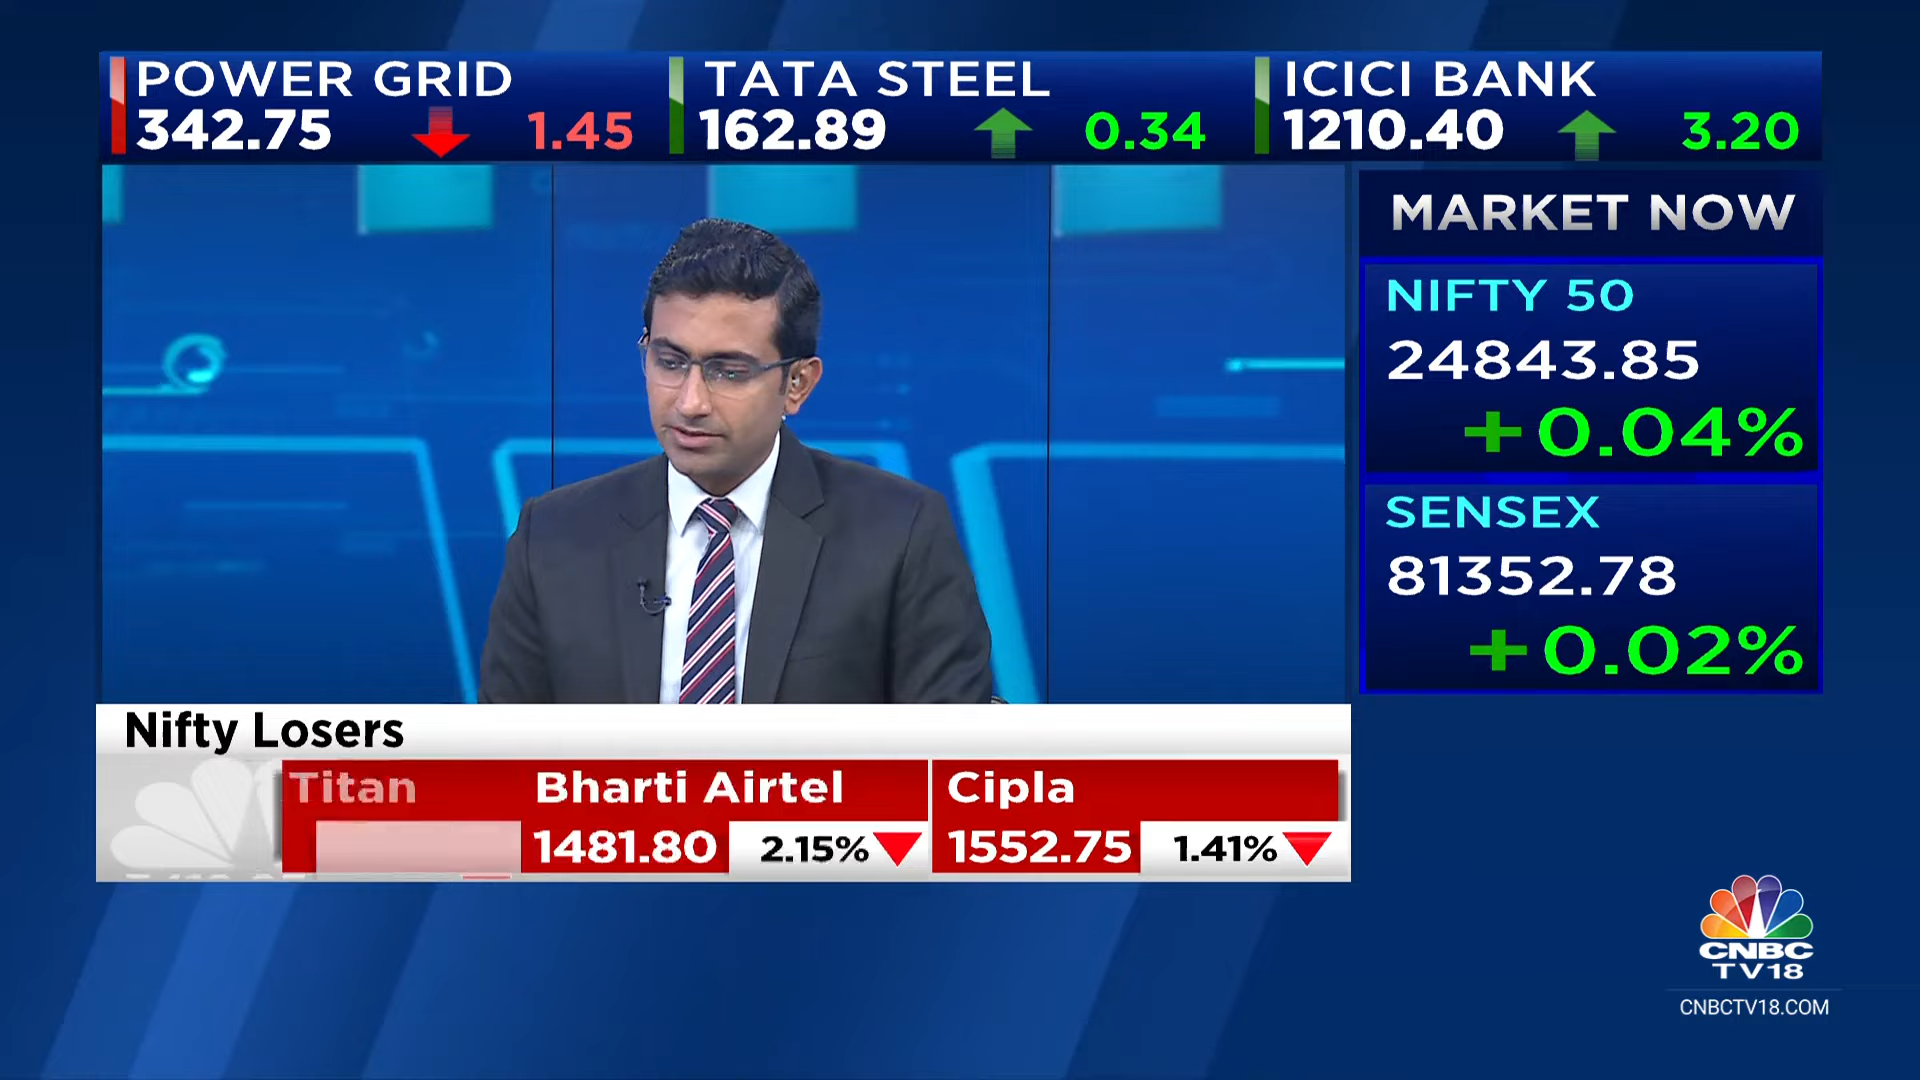 POWER GRID
342.75 1.45
TATA STEEL
162.89 0.34
ICICI BANK
1210.40 3.20
MARKET NOW
NIFTY 50
24843.85
+0.04%
SENSEX
81352.78
+0.02%
Nifty Losers
Titan
Bharti Airtel
1481.80 2.15%
Cipla
1552.75 1.41%
CNBC
TV18
CNBCTV18.COM